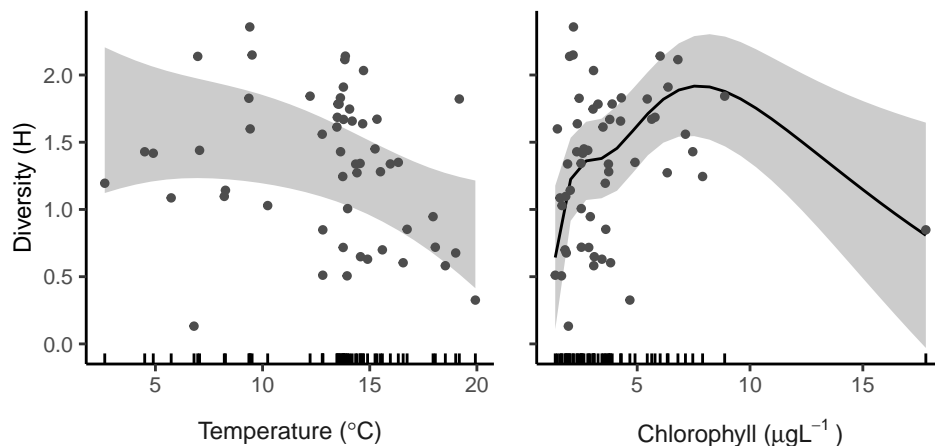 Diversity (H)
2.0
1.5
1.0
0.5
0.0
5 10 15 20
Temperature (°C)
5 10 15
Chlorophyll (μgL⁻¹ )